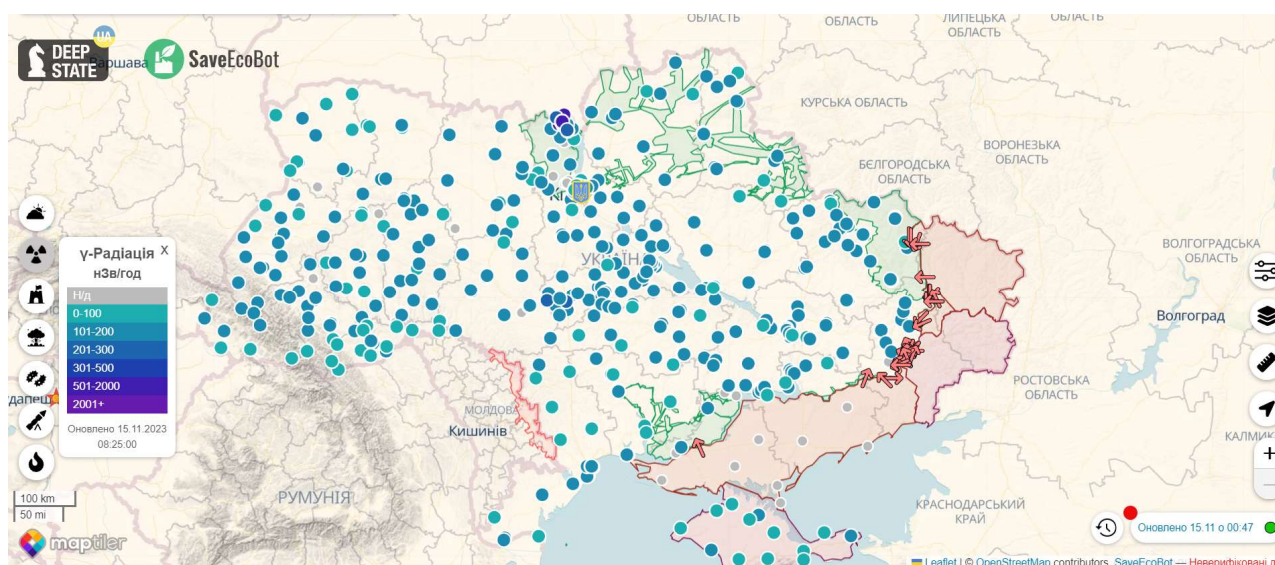 ОБЛАСТЬ
ОБЛАСТЬ
ЛИПЕЦЬКА
ОБЛАСТЬ
ОБЛАСТЬ
UA
DEEP
STATE
Варшава
SaveEcoBot
КУРСЬКА ОБЛАСТЬ
ВОРОНЕЗЬКА
ОБЛАСТЬ
БЄЛГОРОДСЬКА
ОБЛАСТЬ
γ-Радіація X
нЗв/год
Н/д
0-100
101-200
201-300
301-500
501-2000
2001+
Оновлено 15.11.2023
08:25:00
УКРАЇНА
ВОЛГОГРАДСЬКА
ОБЛАСТЬ
Волгоград
РОСТОВСЬКА
ОБЛАСТЬ
МОЛДОВА
Кишинів
РУМУНІЯ
КРАСНОДАРСЬКИЙ
КРАЙ
100 km
50 mi
maptiler
+
−
Оновлено 15.11 о 00:47
Leaflet | © OpenStreetMap contributors, SaveEcoBot —